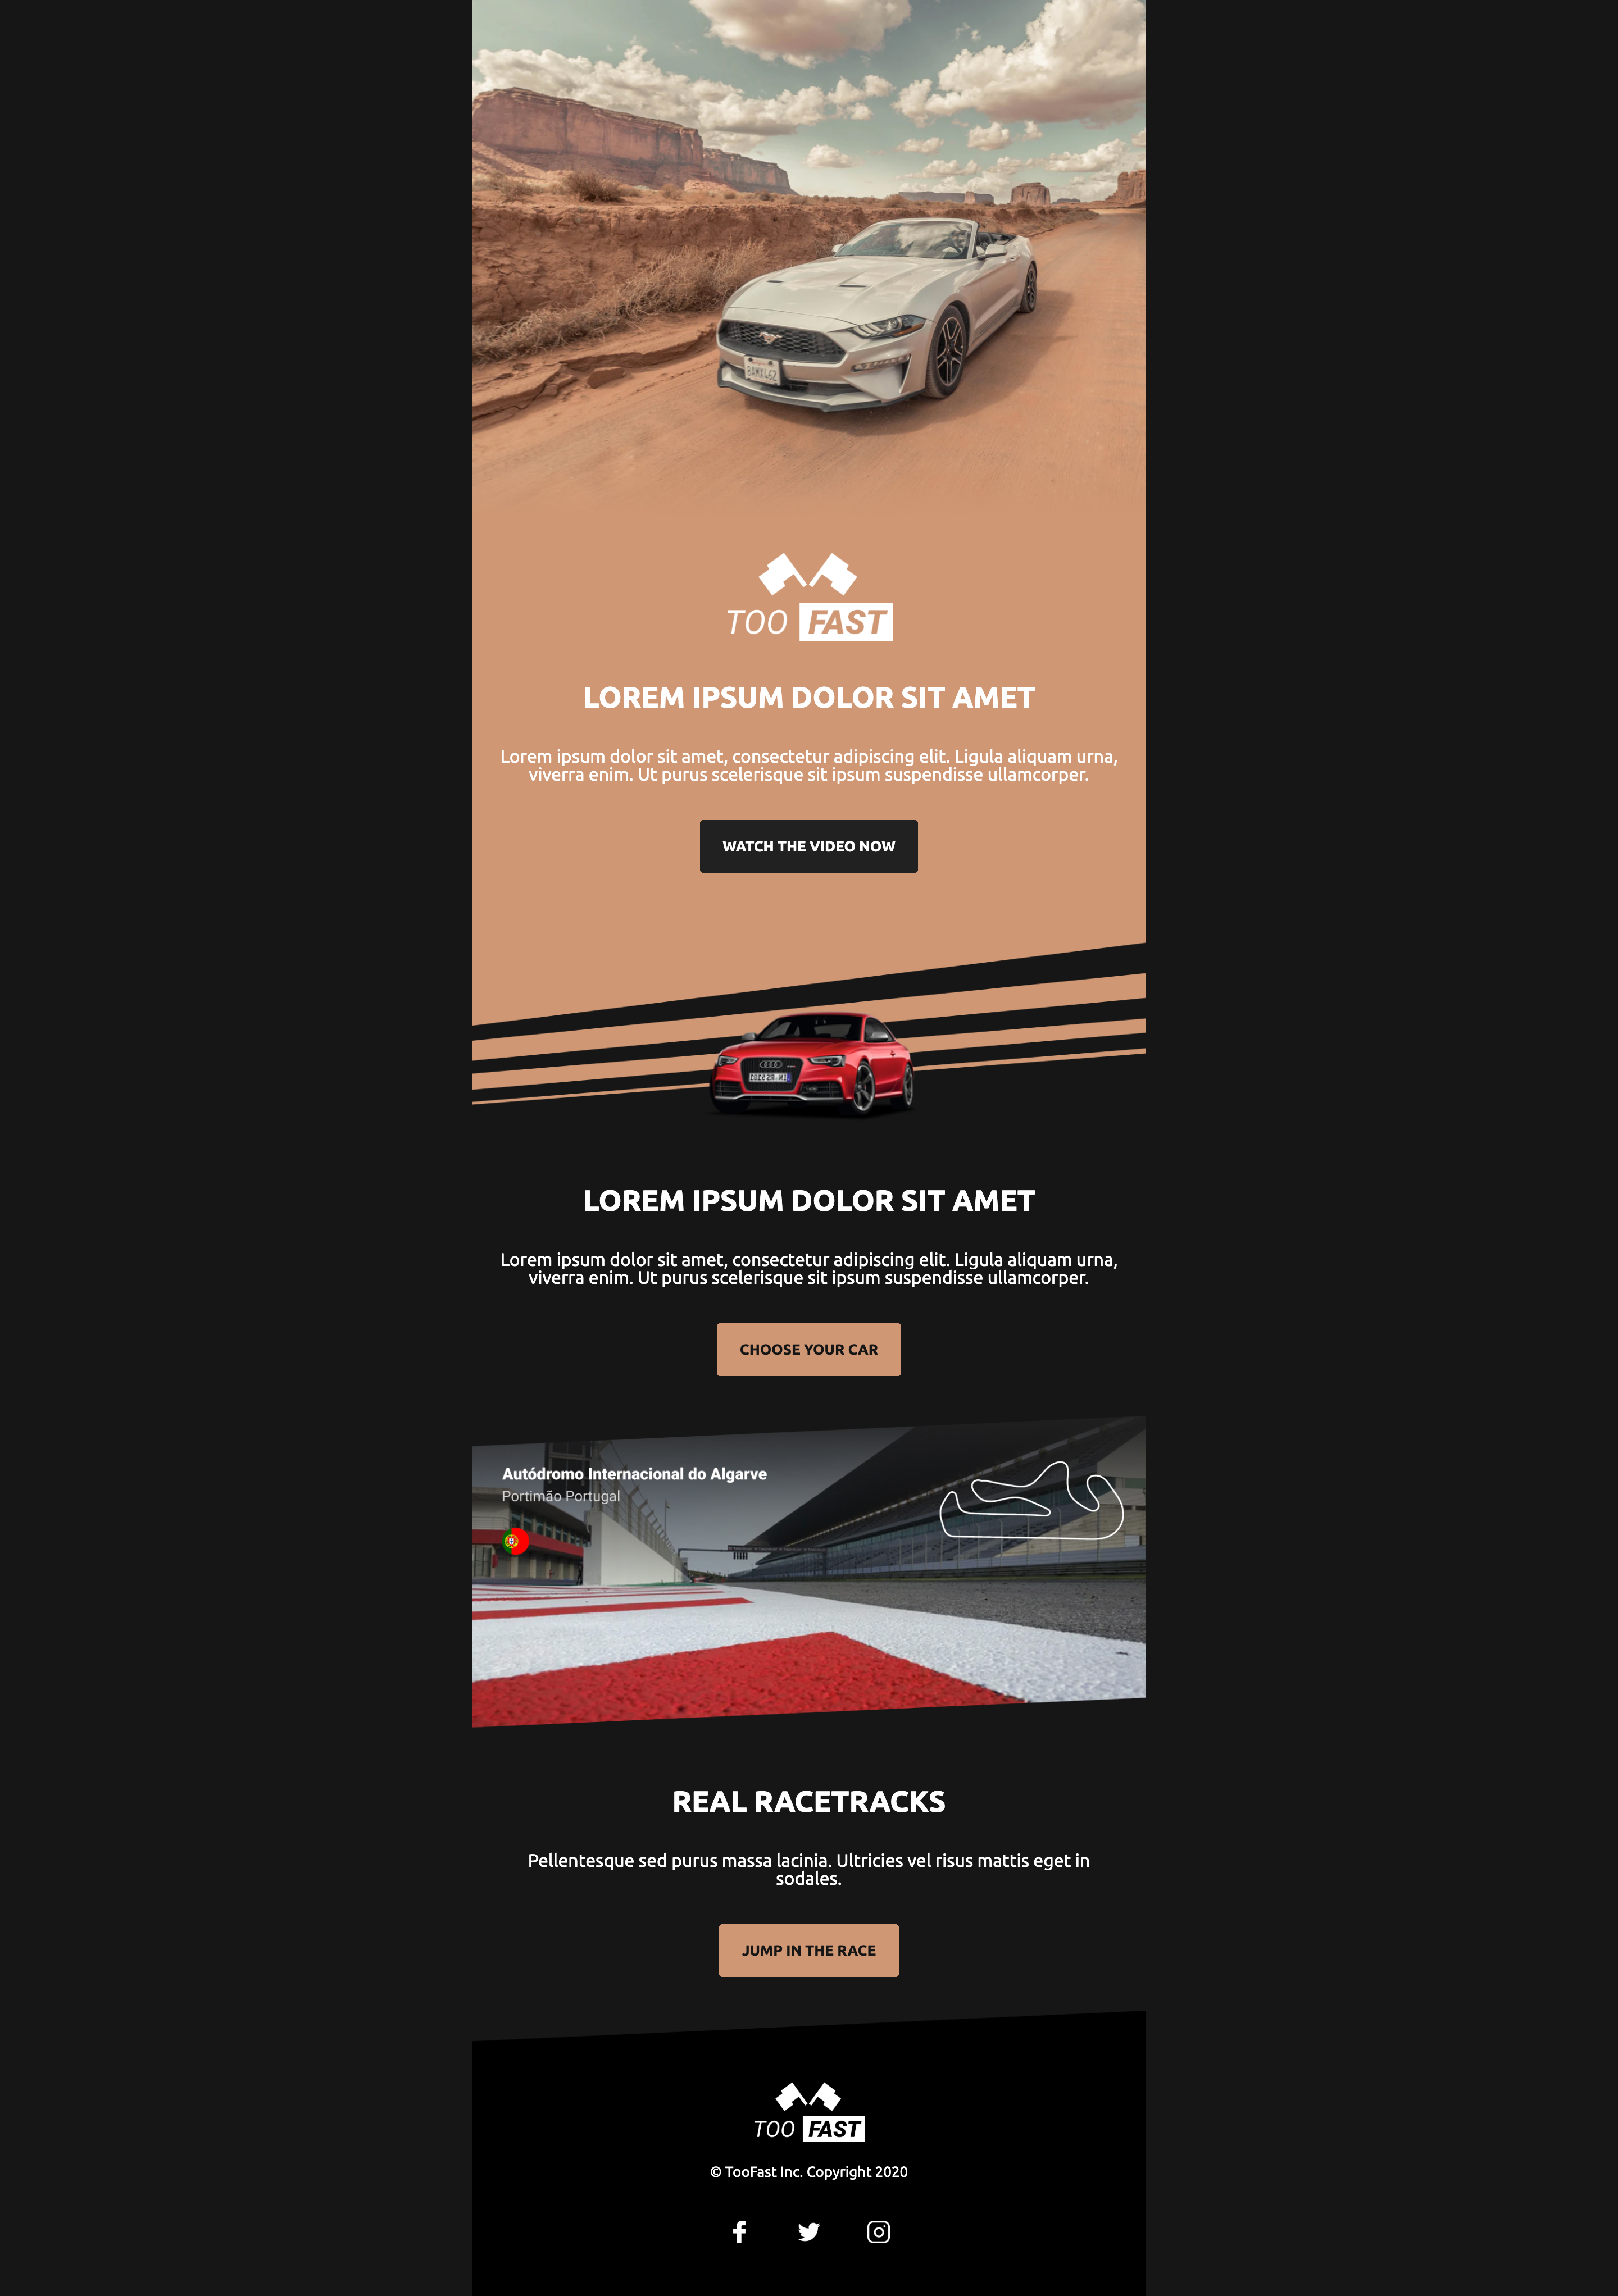 TOO FAST
LOREM IPSUM DOLOR SIT AMET
Lorem ipsum dolor sit amet, consectetur adipiscing elit. Ligula aliquam urna,
viverra enim. Ut purus scelerisque sit ipsum suspendisse ullamcorper.
WATCH THE VIDEO NOW
LOREM IPSUM DOLOR SIT AMET
Lorem ipsum dolor sit amet, consectetur adipiscing elit. Ligula aliquam urna,
viverra enim. Ut purus scelerisque sit ipsum suspendisse ullamcorper.
CHOOSE YOUR CAR
Autódromo Internacional do Algarve
Portimão Portugal
REAL RACETRACKS
Pellentesque sed purus massa lacinia. Ultricies vel risus mattis eget in
sodales.
JUMP IN THE RACE
TOO FAST
© TooFast Inc. Copyright 2020